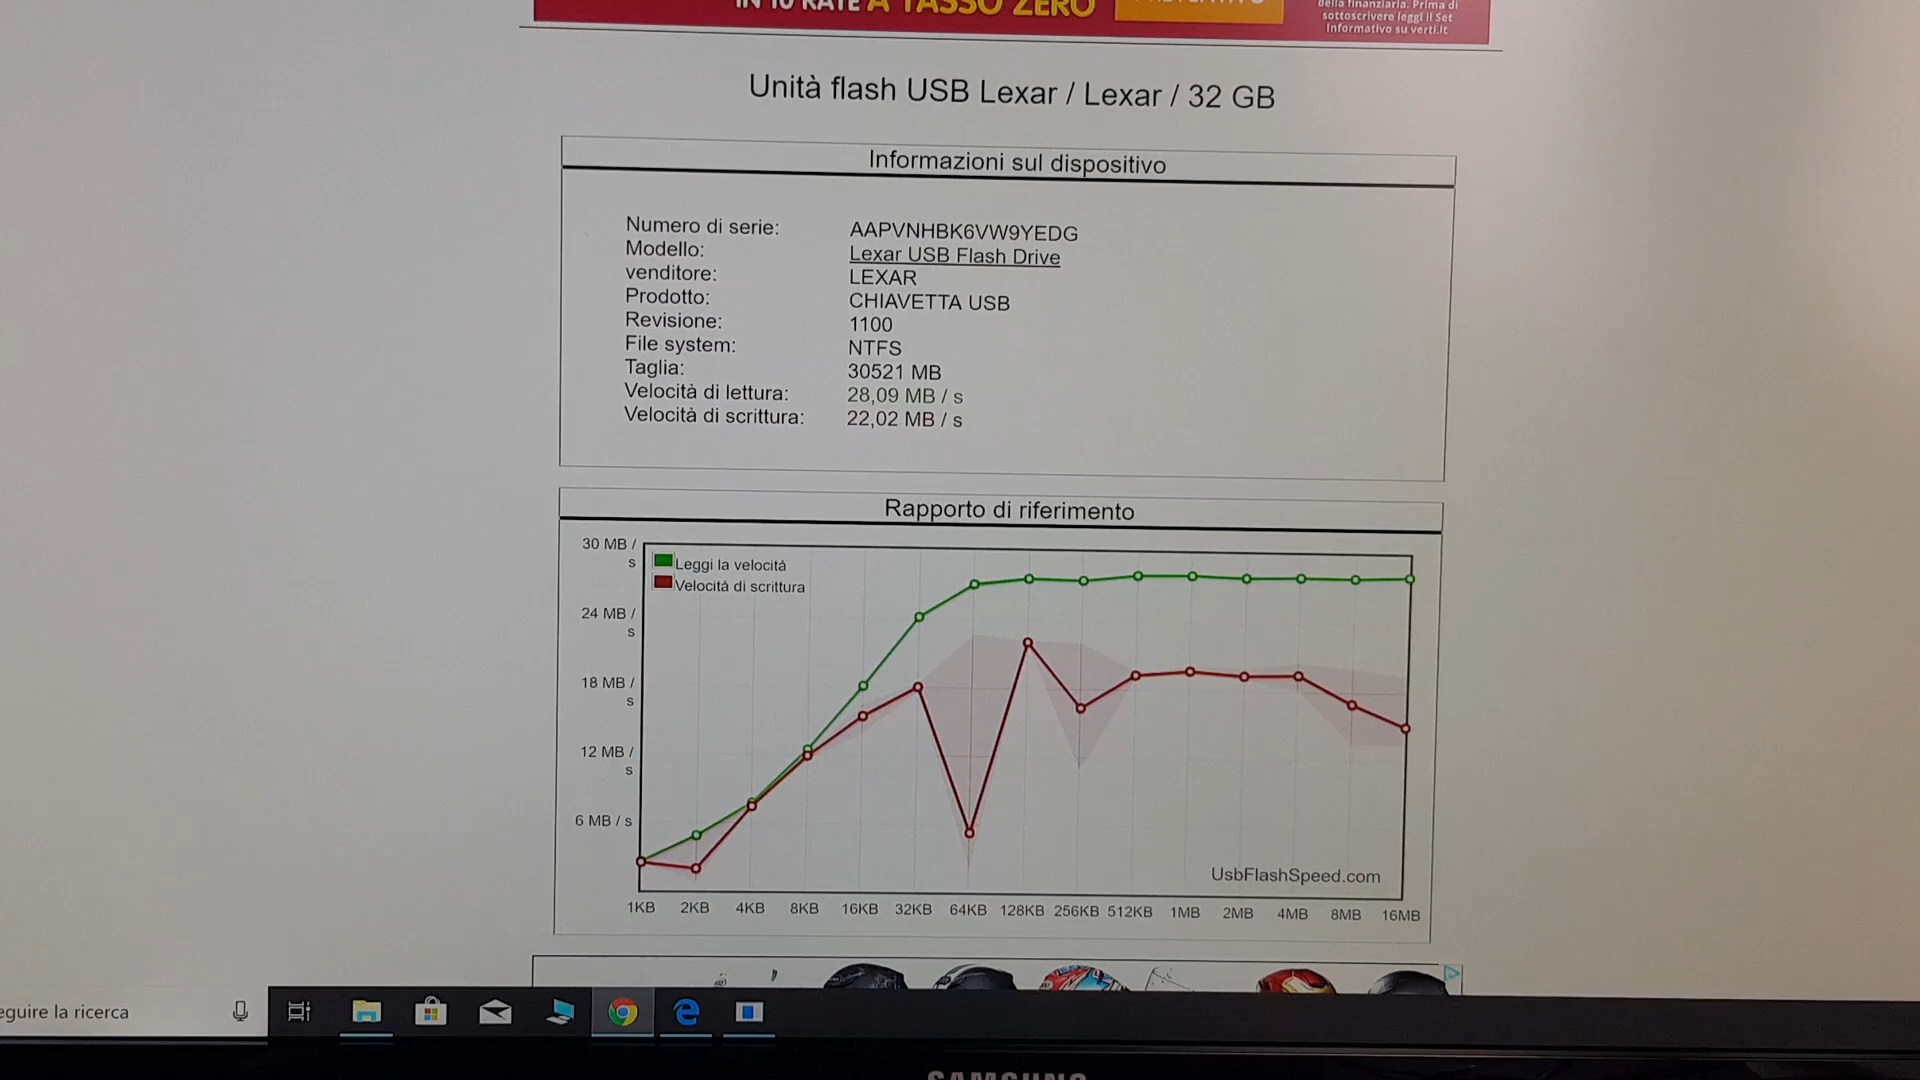 IN 10 RATE A TASSO ZERO
della finanziaria. Prima di
sottoscrivere leggi il Set
Informativo su verti.it
Unità flash USB Lexar / Lexar / 32 GB
Informazioni sul dispositivo
Numero di serie: AAPVNHBK6VW9YEDG
Modello: Lexar USB Flash Drive
venditore: LEXAR
Prodotto: CHIAVETTA USB
Revisione: 1100
File system: NTFS
Taglia: 30521 MB
Velocità di lettura: 28,09 MB / s
Velocità di scrittura: 22,02 MB / s
Rapporto di riferimento
30 MB /
s
Leggi la velocità
Velocità di scrittura
24 MB /
s
18 MB /
s
12 MB /
s
6 MB / s
UsbFlashSpeed.com
1KB 2KB 4KB 8KB 16KB 32KB 64KB 128KB 256KB 512KB 1MB 2MB 4MB 8MB 16MB
eguire la ricerca
SAMSUNG